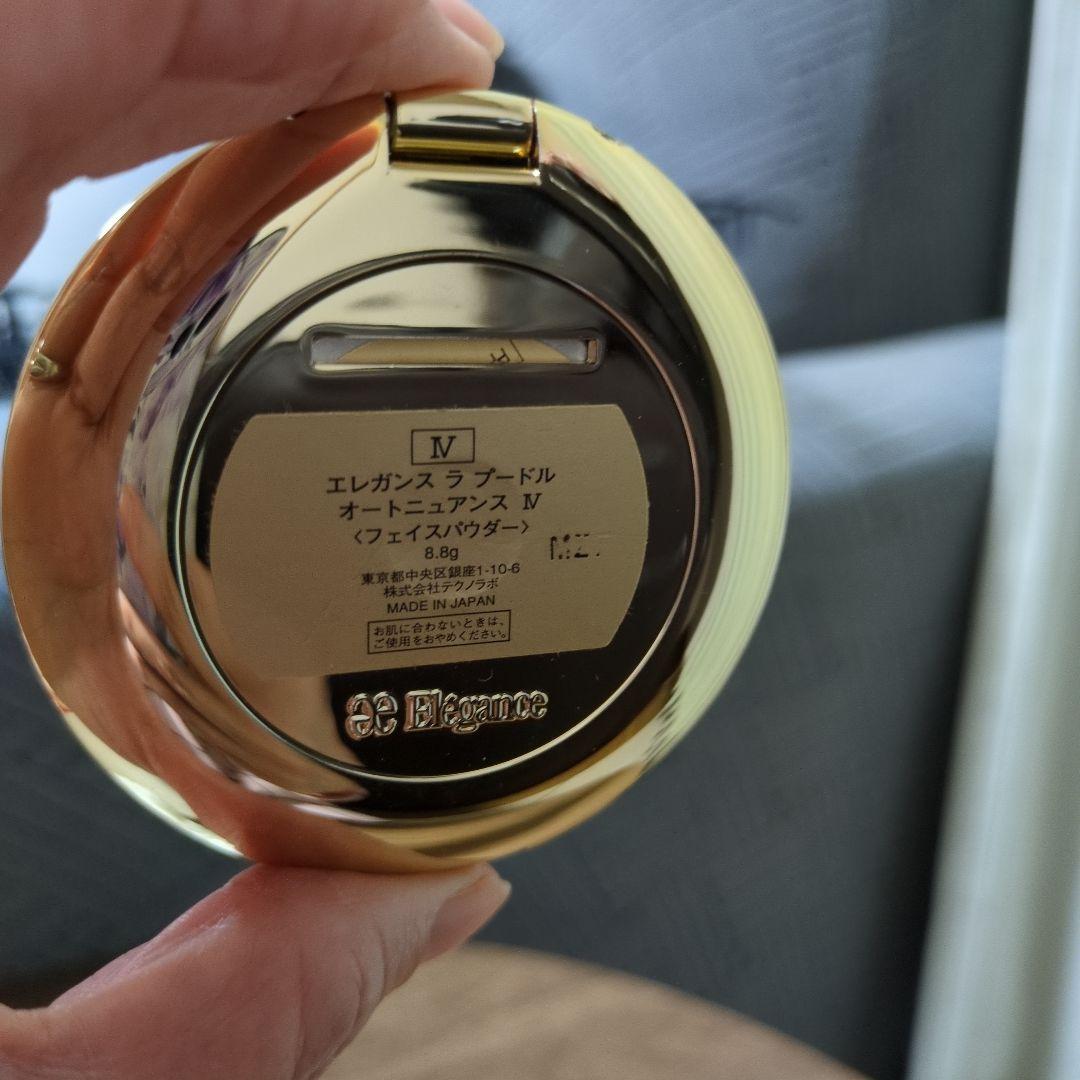 Ⅳ
エレガンス ラ プードル
オートニュアンス Ⅳ
〈フェイスパウダー〉
8.8g
東京都中央区銀座1-10-6
株式会社テクノラボ
MADE IN JAPAN
お肌に合わないときは、
ご使用をおやめください。
Elégance